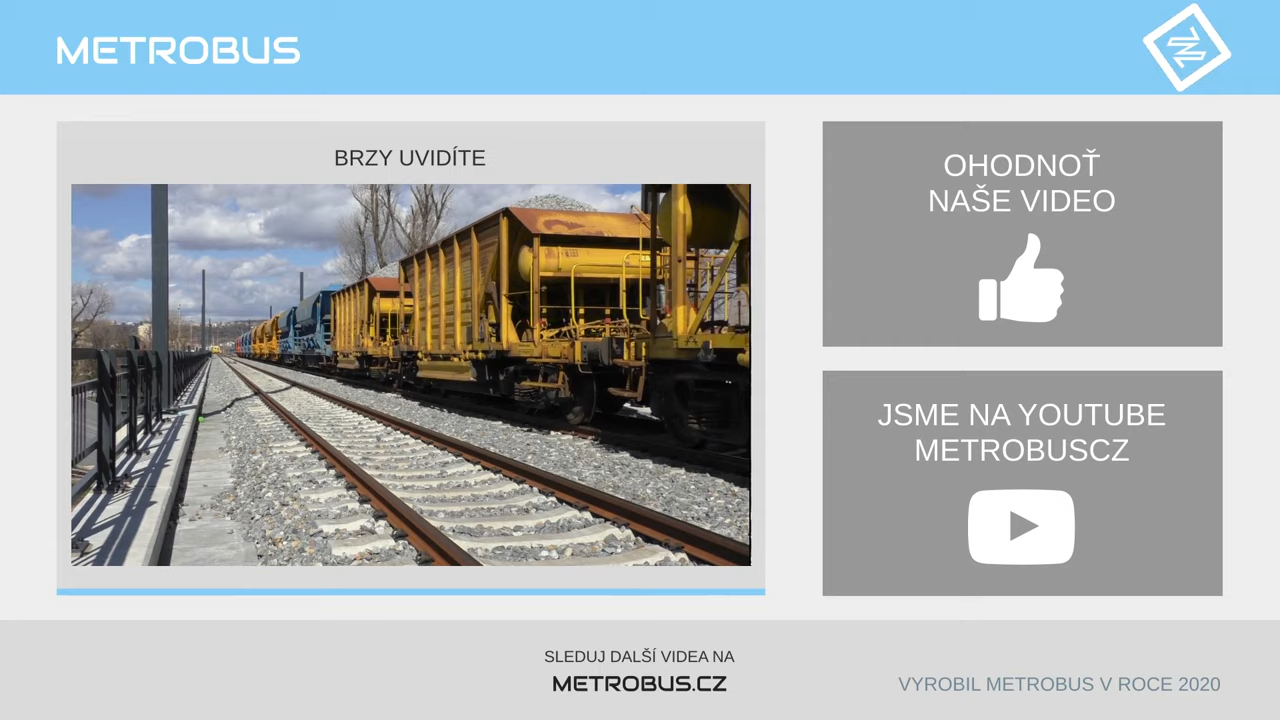 METROBUS
BRZY UVIDÍTE
OHODNOŤ
NAŠE VIDEO
JSME NA YOUTUBE
METROBUSCZ
SLEDUJ DALŠÍ VIDEA NA
METROBUS.CZ
VYROBIL METROBUS V ROCE 2020